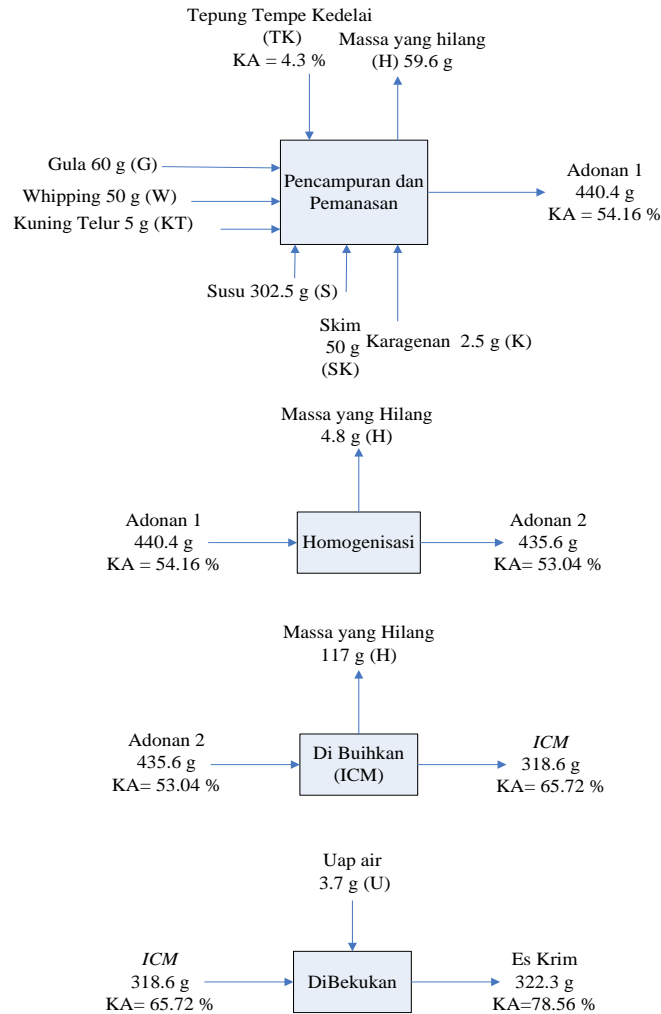 Tepung Tempe Kedelai
(TK)
KA = 4.3 %
Massa yang hilang
(H) 59.6 g
Gula 60 g (G)
Whipping 50 g (W)
Kuning Telur 5 g (KT)
Pencampuran dan
Pemanasan
Adonan 1
440.4 g
KA = 54.16 %
Susu 302.5 g (S)
Skim
50 g
(SK)
Karagenan 2.5 g (K)
Massa yang Hilang
4.8 g (H)
Adonan 1
440.4 g
KA = 54.16 %
Homogenisasi
Adonan 2
435.6 g
KA= 53.04 %
Massa yang Hilang
117 g (H)
Adonan 2
435.6 g
KA= 53.04 %
Di Buihkan
(ICM)
ICM
318.6 g
KA= 65.72 %
Uap air
3.7 g (U)
ICM
318.6 g
KA= 65.72 %
DiBekukan
Es Krim
322.3 g
KA=78.56 %